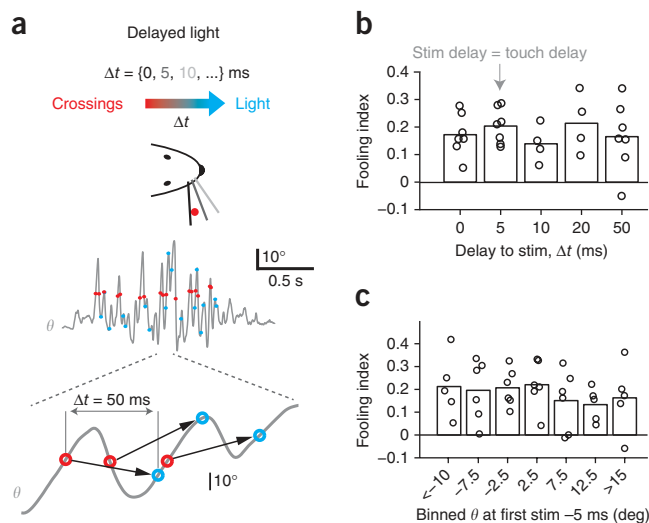 a
Delayed light
Δt = {0, 5, 10, ...} ms
Crossings
Light
Δt
10°
0.5 s
θ
Δt = 50 ms
10°
θ
b
Stim delay = touch delay
Fooling index
0.4
0.3
0.2
0.1
0
–0.1
0 5 10 20 50
Delay to stim, Δt (ms)
c
Fooling index
0.4
0.3
0.2
0.1
0
–0.1
<–10 –7.5 –2.5 2.5 7.5 12.5 >15
Binned θ at first stim –5 ms (deg)